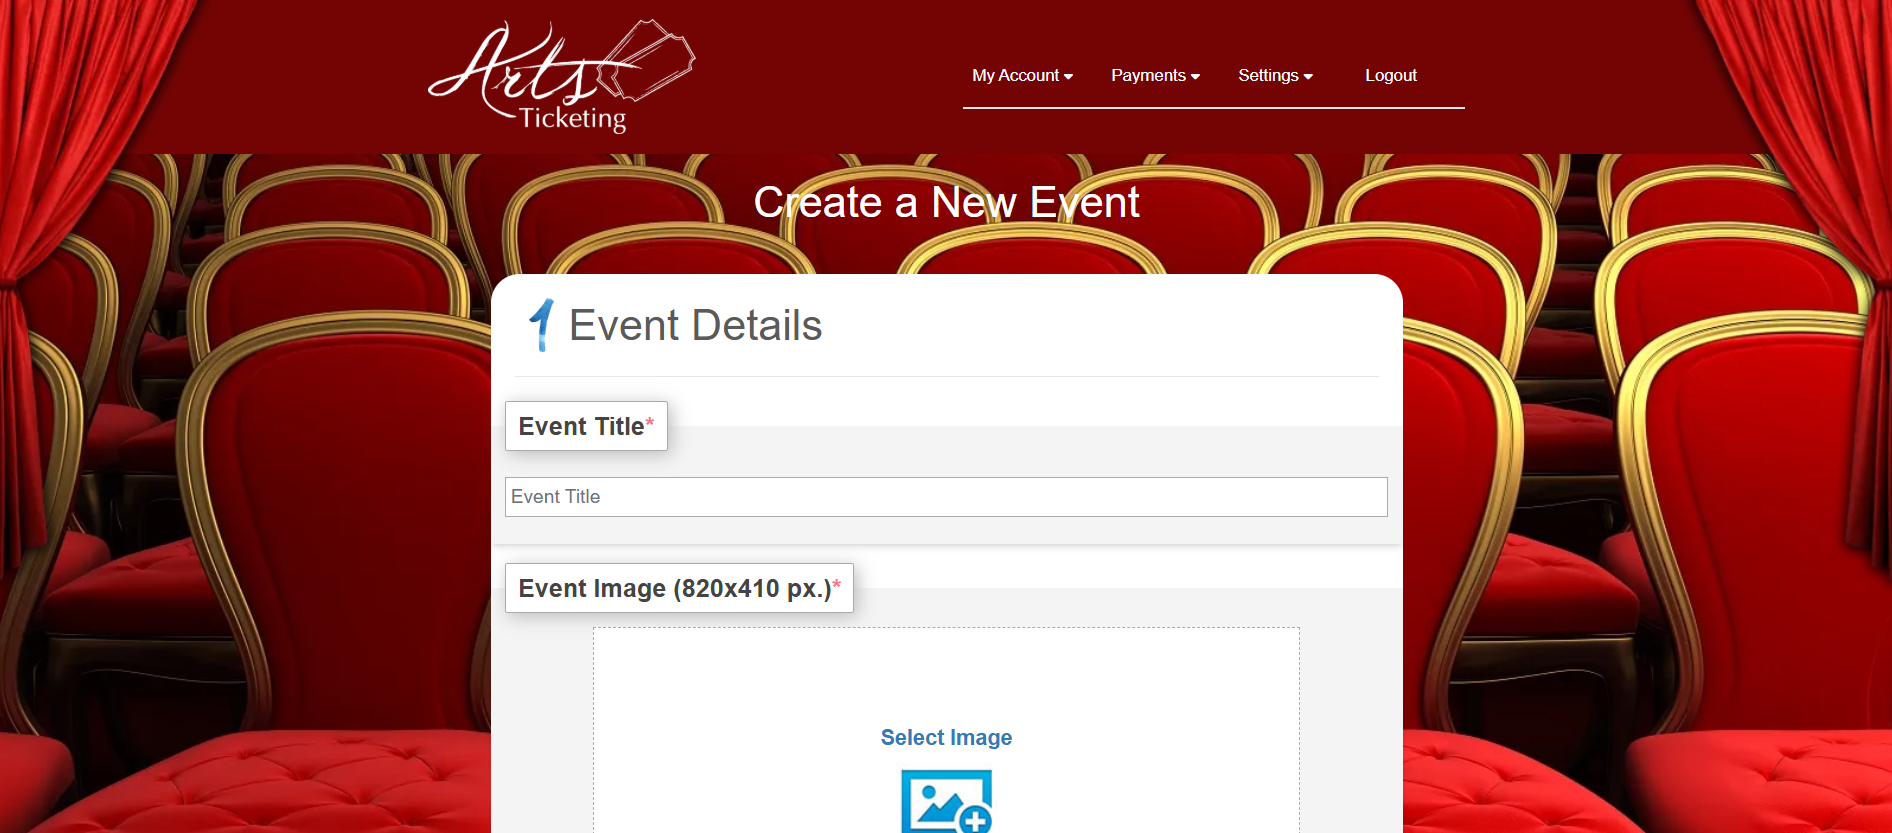 Arts
Ticketing
My Account
Payments
Settings
Logout
Create a New Event
1 Event Details
Event Title*
Event Title
Event Image (820x410 px.)*
Select Image